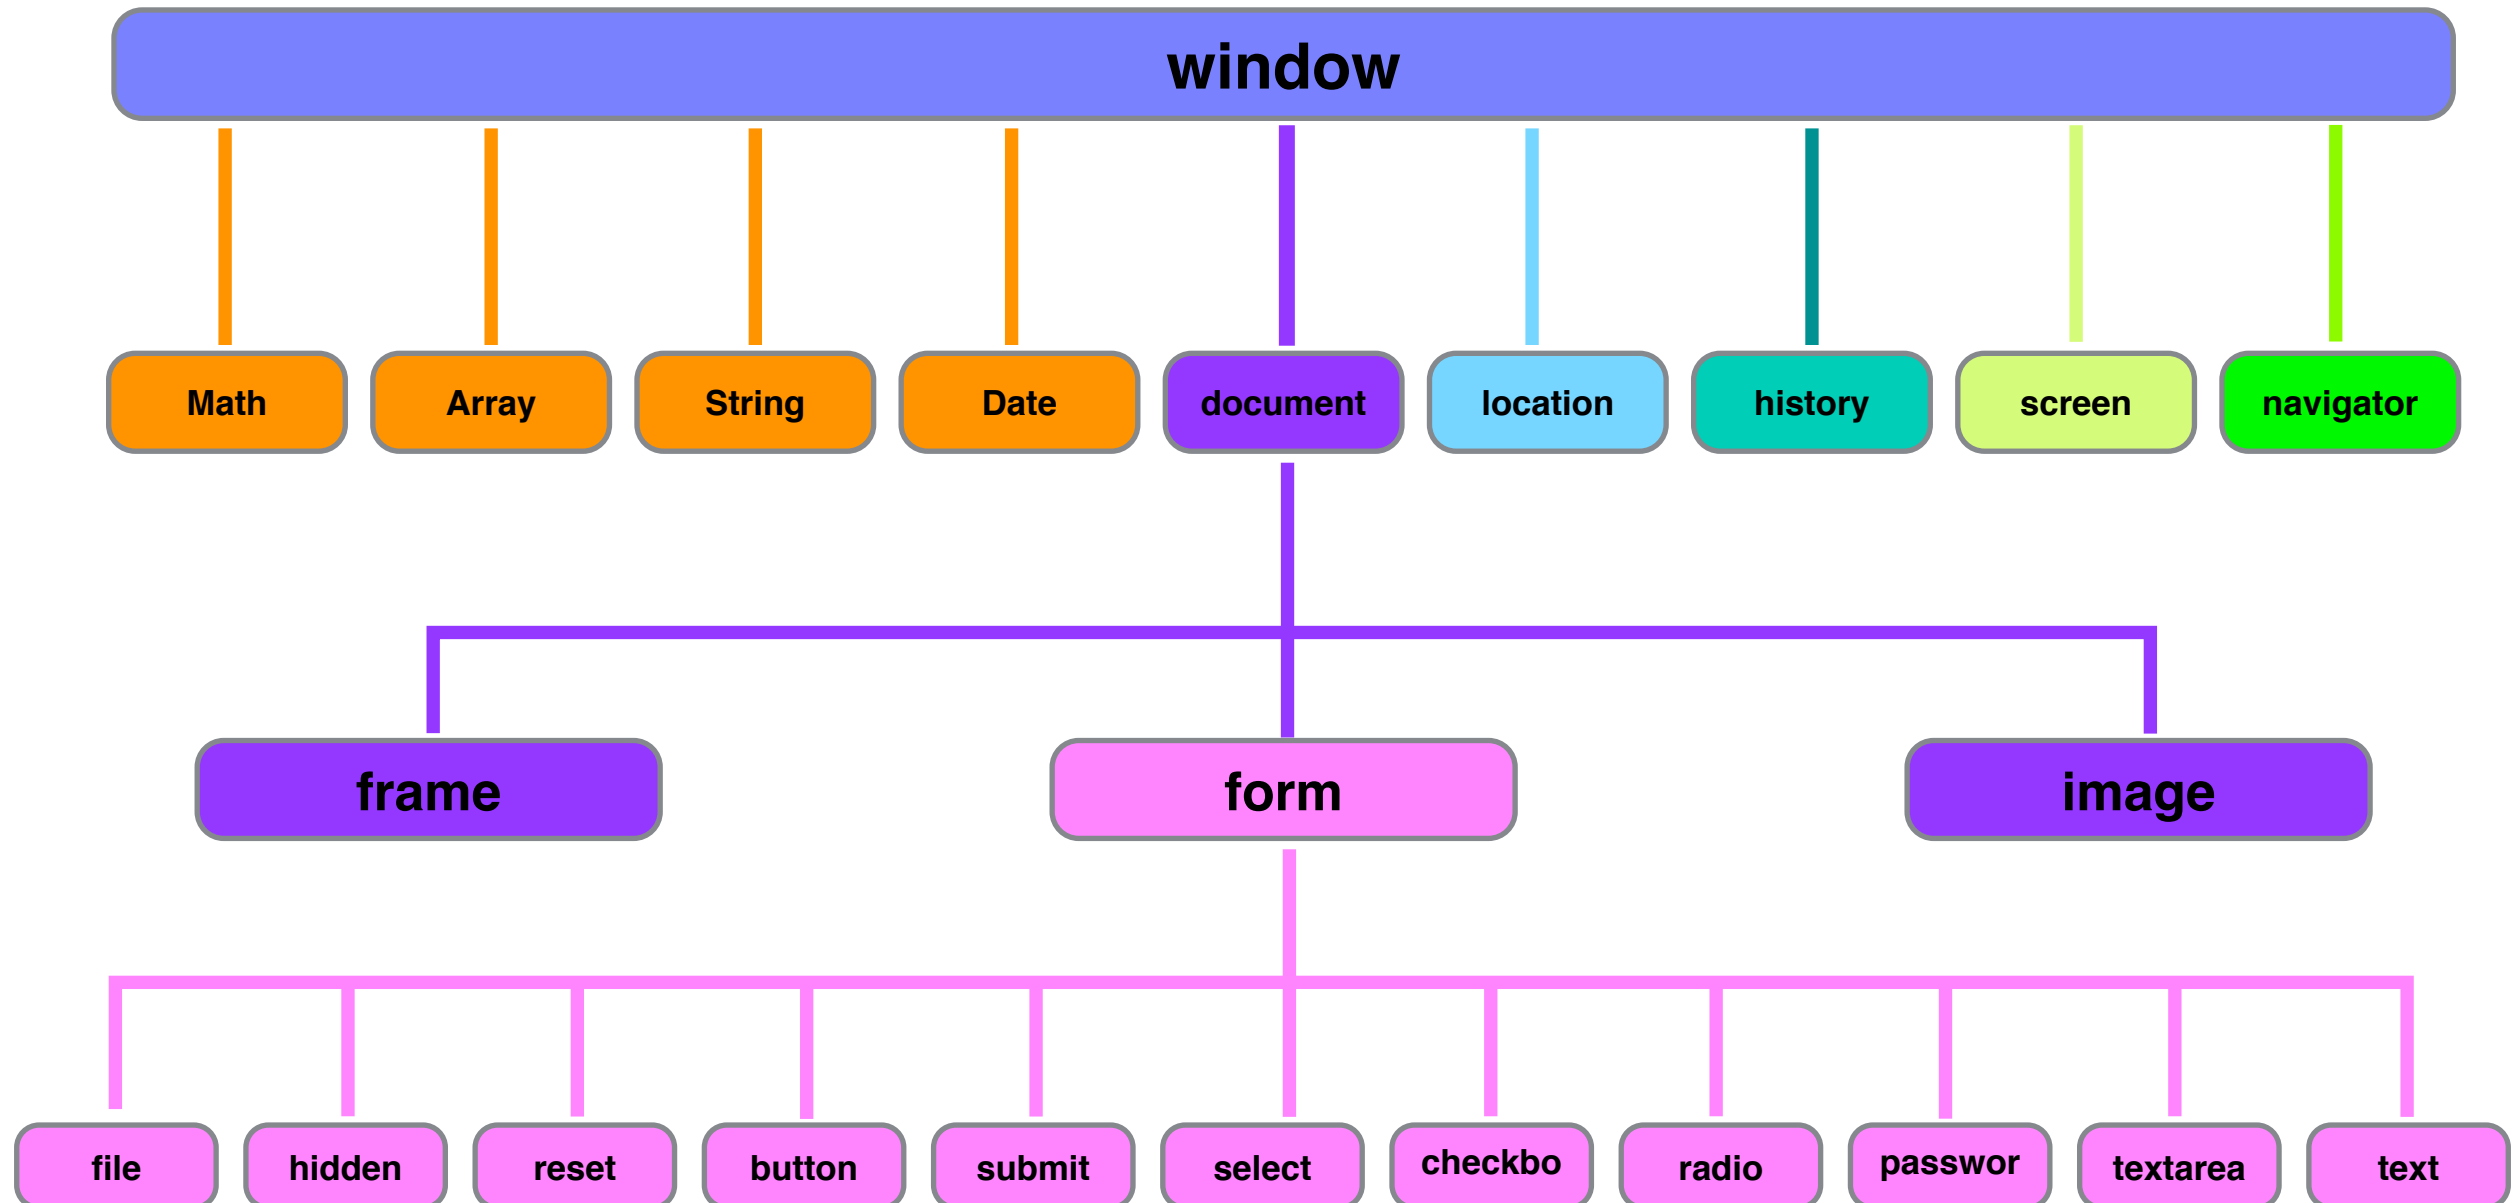 window
Math
Array
String
Date
document
location
history
screen
navigator
frame
form
image
file
hidden
reset
button
submit
select
checkbo
radio
passwor
textarea
text